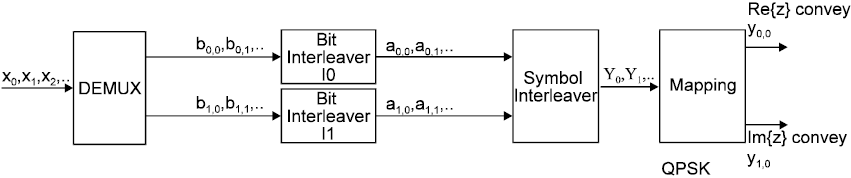 x0,x1,x2,..
DEMUX
b0,0,b0,1,..
b1,0,b1,1,..
Bit
Interleaver
I0
Bit
Interleaver
I1
a0,0,a0.1,..
a1,0,a1,1,..
Symbol
Interleaver
Y0,Y1,..
Mapping
QPSK
Re{z} convey
y0,0
Im{z} convey
y1,0